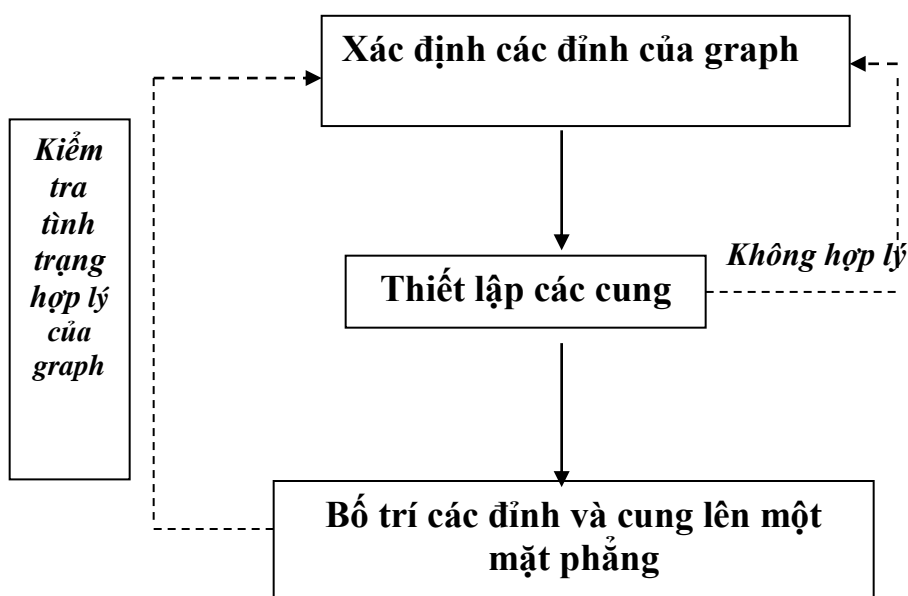 Xác định các đỉnh của graph
Kiểm
tra
tình
trạng
hợp lý
của
graph
Không hợp lý
Thiết lập các cung
Bố trí các đỉnh và cung lên một
mặt phẳng